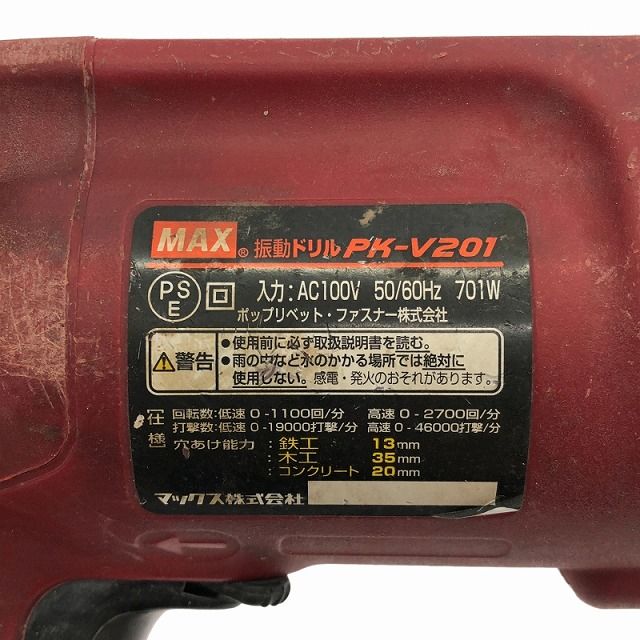 MAX® 振動ドリル PK-V201
PSE 入力:AC100V 50/60Hz 701W
ポップリベット・ファスナー株式会社
警告
●使用前に必ず取扱説明書を読む。
●雨の中など水のかかる場所では絶対に
使用しない。感電・発火のおそれがあります。
仕様
回転数:低速 0-1100回/分 高速 0-2700回/分
打撃数:低速 0-19000打撃/分 高速 0-46000打撃/分
穴あけ能力:鉄工 13mm
木工 35mm
コンクリート 20mm
マックス株式会社